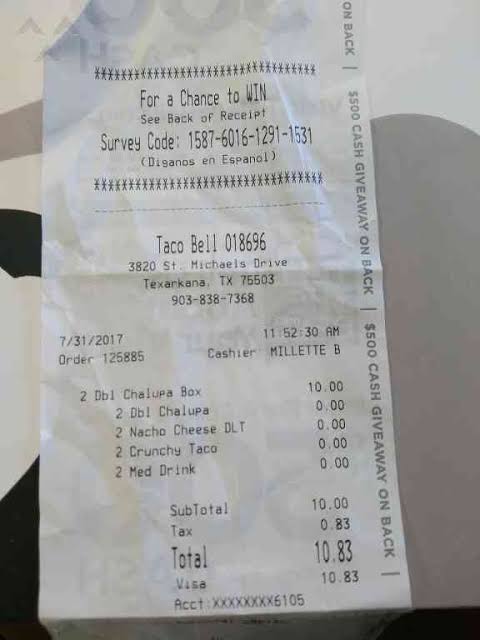 ********************************
For a Chance to WIN
See Back of Receipt
Survey Code: 1587-6016-1291-1531
(Diganos en Espanol)
********************************
Taco Bell 018696
3820 St. Michaels Drive
Texarkana, TX 75503
903-838-7368
7/31/2017 11:52:30 AM
Order 125885 Cashier: MILLETTE B
2 Dbl Chalupa Box 10.00
2 Dbl Chalupa 0.00
2 Nacho Cheese DLT 0.00
2 Crunchy Taco 0.00
2 Med Drink 0.00
SubTotal 10.00
Tax 0.83
Total 10.83
Visa 10.83
Acct:XXXXXXXX6105
ON BACK |
$500 CASH GIVEAWAY ON BACK |
$500 CASH GIVEAWAY ON BACK |